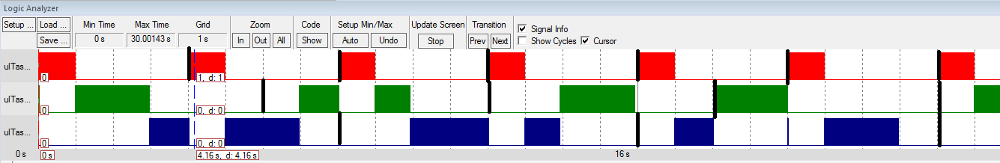 Logic Analyzer
Setup ... Load ... Min Time Max Time Grid Zoom Code Setup Min/Max Update Screen Transition Signal Info
Save ... 0 s 30.00143 s 1 s In Out All Show Auto Undo Stop Prev Next Show Cycles Cursor
ulTas...
0 1, d: 1
ulTas...
0 0, d: 0
ulTas...
0 0, d: 0
0 s 0 s 4.16 s, d: 4.16 s 16 s